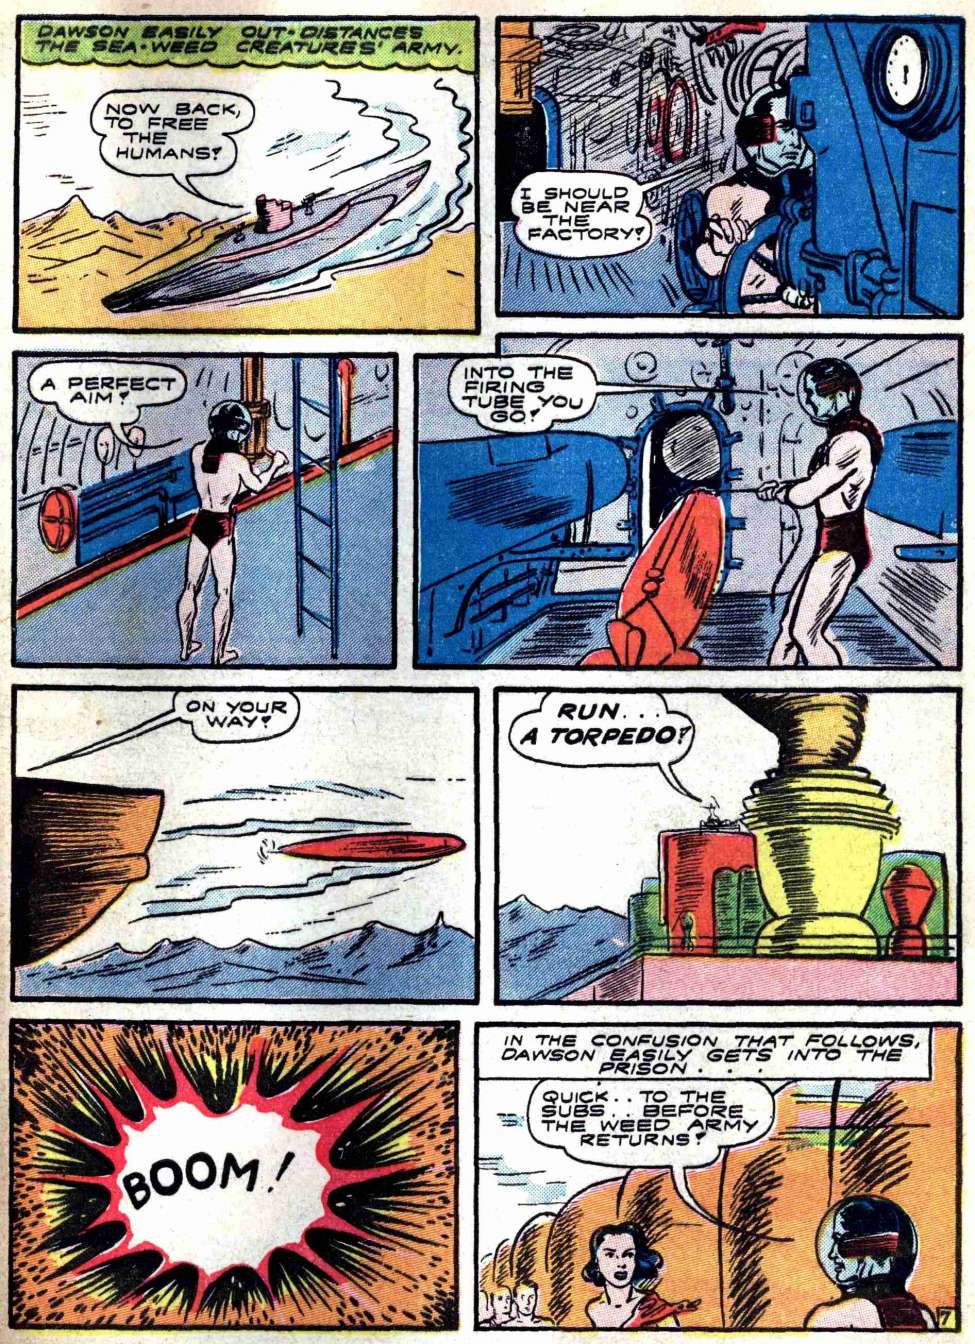 DAWSON EASILY OUT-DISTANCES
THE SEA-WEED CREATURES' ARMY.
NOW BACK,
TO FREE
THE
HUMANS!
I SHOULD
BE NEAR
THE
FACTORY!
A PERFECT
AIM!
INTO THE
FIRING
TUBE YOU
GO!
ON YOUR
WAY!
RUN...
A TORPEDO!
BOOM!
IN THE CONFUSION THAT FOLLOWS,
DAWSON EASILY GETS INTO THE
PRISON . . .
QUICK.. TO THE
SUBS.. BEFORE
THE WEED ARMY
RETURNS!
7